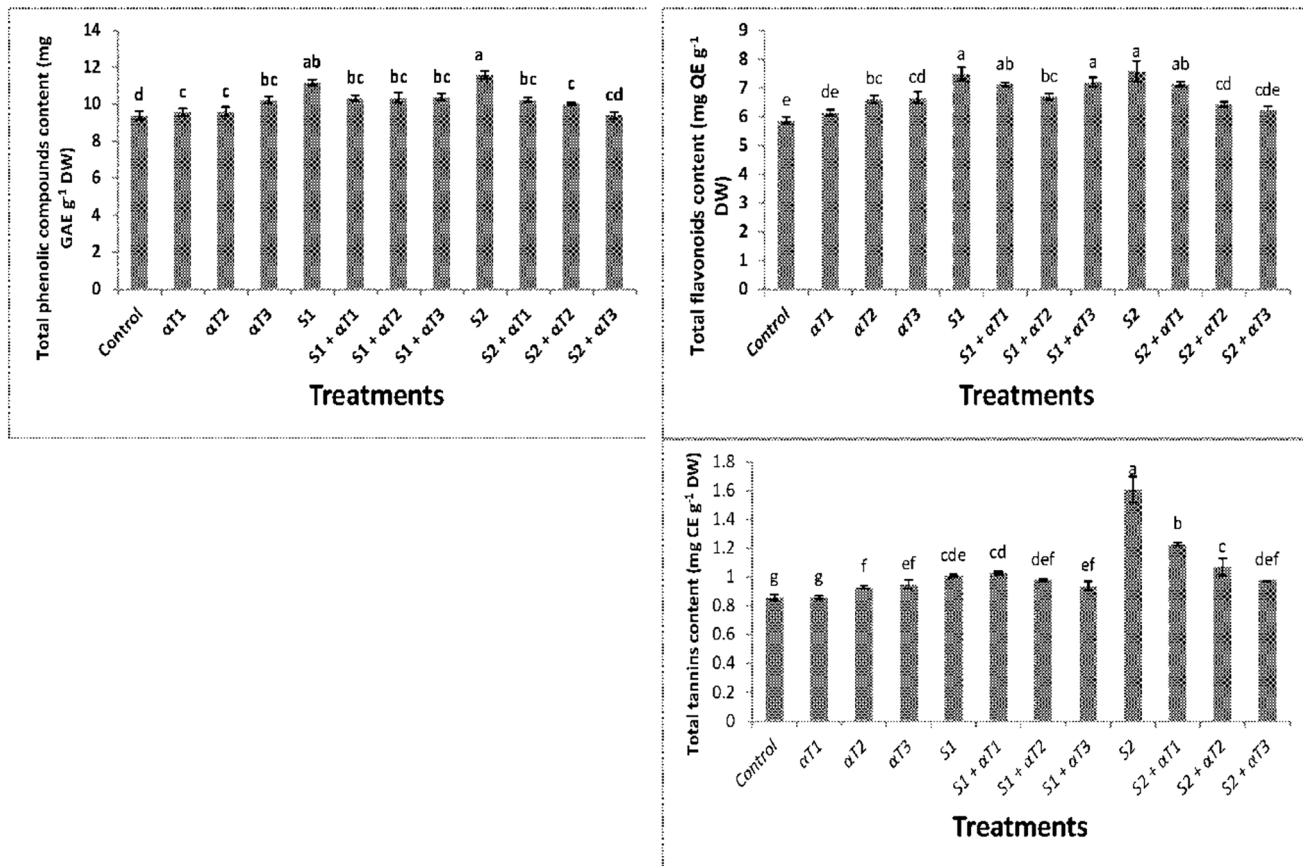 Total phenolic compounds content (mg
GAE g⁻¹ DW)
14
12
10
8
6
4
2
0
d
c
c
bc
ab
bc
bc
bc
a
bc
c
cd
Control
αT1
αT2
αT3
S1
S1 + αT1
S1 + αT2
S1 + αT3
S2
S2 + αT1
S2 + αT2
S2 + αT3
Treatments
Total flavonoids content (mg QE g⁻¹
DW)
9
8
7
6
5
4
3
2
1
0
e
de
bc
cd
a
ab
bc
a
a
ab
cd
cde
Control
αT1
αT2
αT3
S1
S1 + αT1
S1 + αT2
S1 + αT3
S2
S2 + αT1
S2 + αT2
S2 + αT3
Treatments
Total tannins content (mg CE g⁻¹ DW)
1.8
1.6
1.4
1.2
1
0.8
0.6
0.4
0.2
0
g
g
f
ef
cde
cd
def
ef
a
b
c
def
Control
αT1
αT2
αT3
S1
S1 + αT1
S1 + αT2
S1 + αT3
S2
S2 + αT1
S2 + αT2
S2 + αT3
Treatments